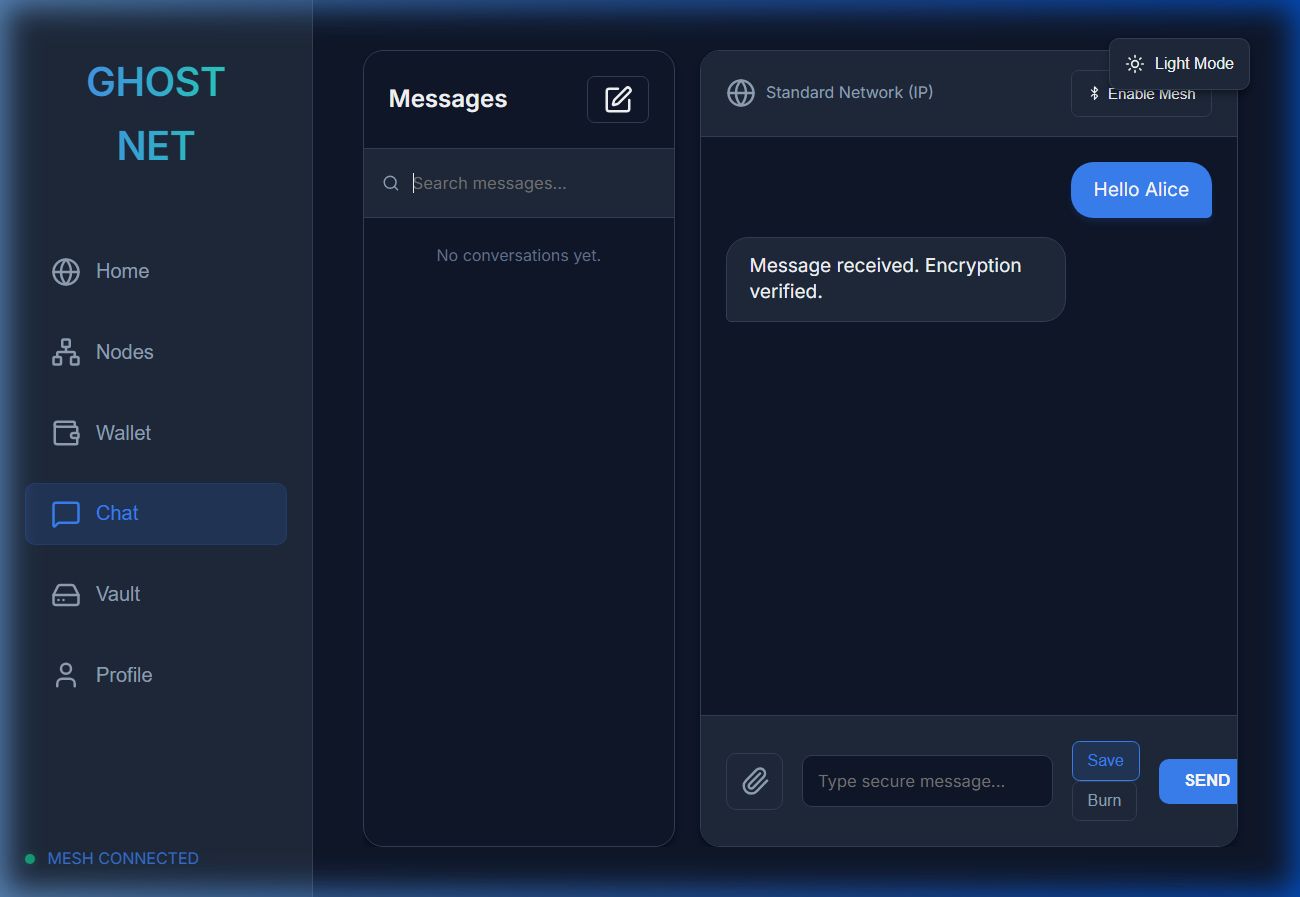 GHOST
NET
Home
Nodes
Wallet
Chat
Vault
Profile
MESH CONNECTED
Messages
Search messages...
No conversations yet.
Standard Network (IP)
Light Mode
Enable Mesh
Hello Alice
Message received. Encryption
verified.
Type secure message...
Save
Burn
SEND